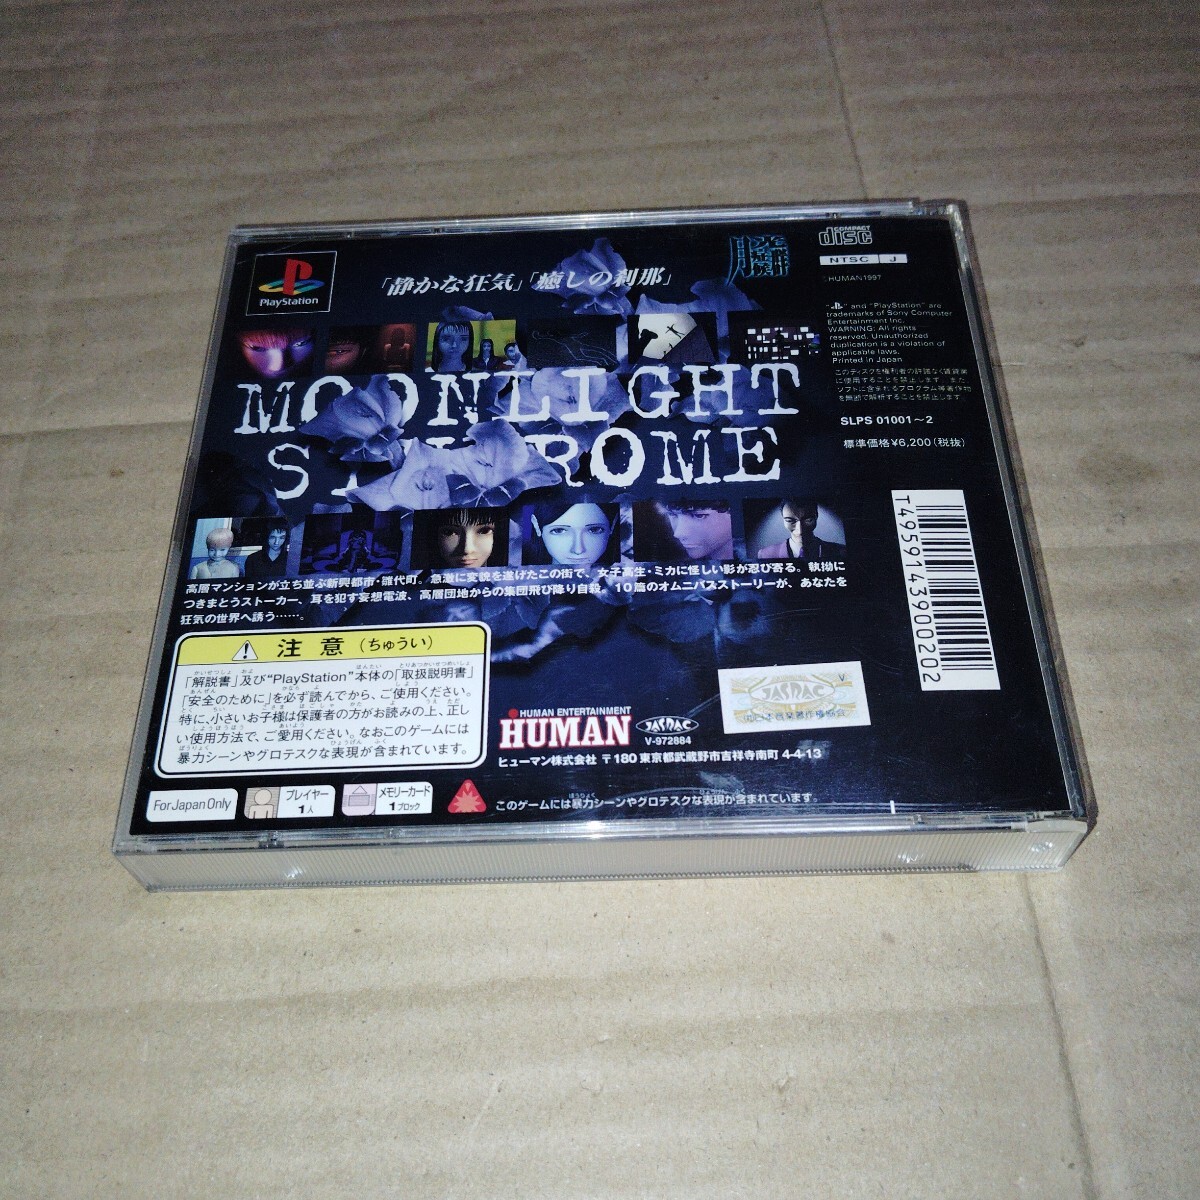 PlayStation
「静かな狂気」「癒しの刹那」
COMPACT
disc
NTSC J
©HUMAN1997
" " and "PlayStation" are
trademarks of Sony Computer
Entertainment Inc.
WARNING: All rights
reserved. Unauthorized
duplication is a violation of
applicable laws.
Printed in Japan
このディスクを権利者の許諾なく賃貸業
に使用することを禁止します。また
ソフトに含まれるプログラム等著作物
を無断で解析することを禁止します。
SLPS 01001～2
標準価格¥6,200(税抜)
MOONLIGHT
SYNDROME
高層マンションが立ち並ぶ新興都市・雛代町。急激に変貌を遂げたこの街で、女子高生・ミカに怪しい影が忍び寄る。執拗に
つきまとうストーカー、耳を犯す妄想電波、高層団地からの集団飛び降り自殺。10篇のオムニバスストーリーが、あなたを
狂気の世界へ誘う……。
T4959143900202
注意(ちゅうい)
「解説書」及び"PlayStation"本体の「取扱説明書」
「安全のために」を必ず読んでから、ご使用ください。
特に、小さいお子様は保護者の方がお読みの上、正し
い使用方法で、ご愛用ください。なおこのゲームには
暴力シーンやグロテスクな表現が含まれています。
HUMAN ENTERTAINMENT
HUMAN
JASRAC
V-972884
V
JASRAC
ヒューマン株式会社 〒180 東京都武蔵野市吉祥寺南町 4-4-13
For Japan Only
プレイヤー
1人
メモリーカード
1ブロック
このゲームには暴力シーンやグロテスクな表現が含まれています。